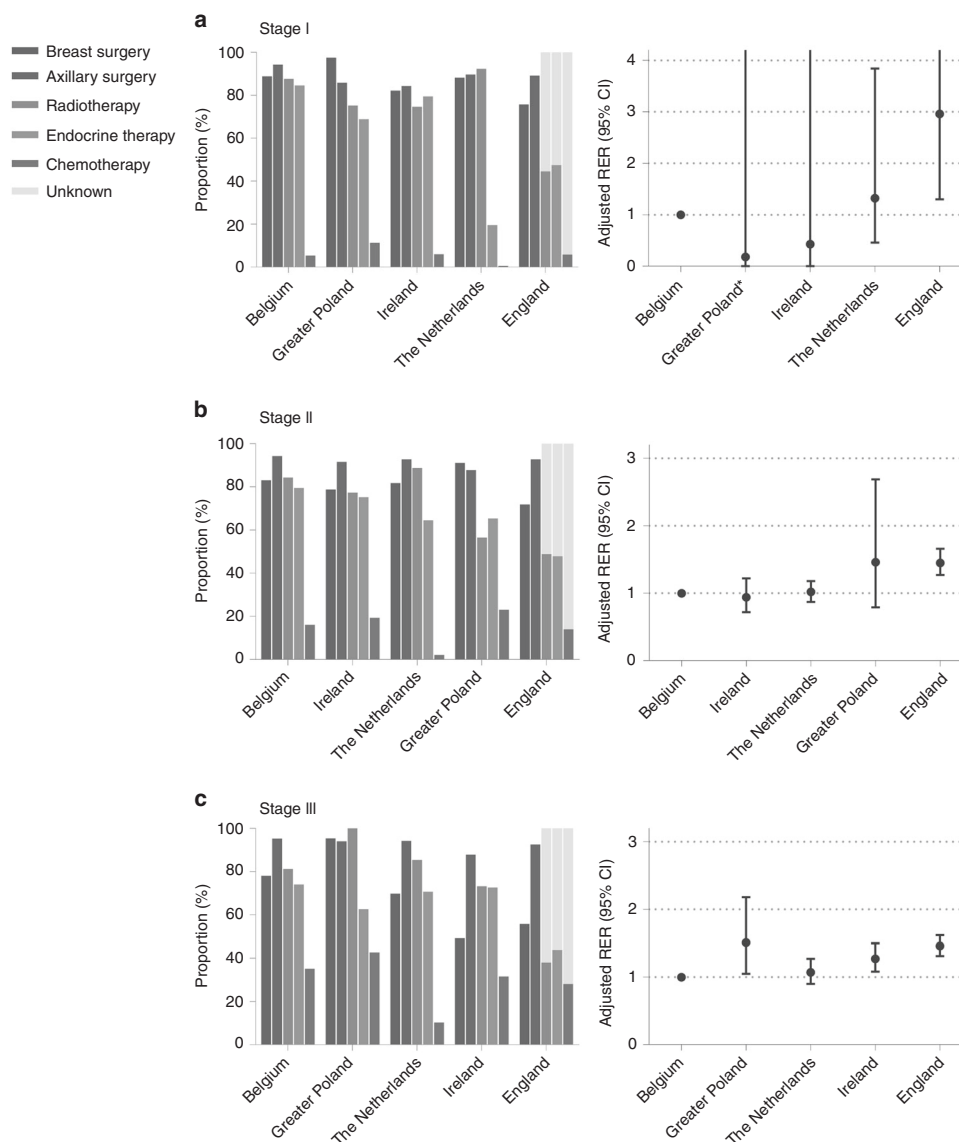 a
Stage I
Breast surgery
Axillary surgery
Radiotherapy
Endocrine therapy
Chemotherapy
Unknown
Proportion (%)
100
80
60
40
20
0
Belgium
Greater Poland
Ireland
The Netherlands
England
Adjusted RER (95% CI)
4
3
2
1
0
Belgium
Greater Poland*
Ireland
The Netherlands
England
b
Stage II
Proportion (%)
100
80
60
40
20
0
Belgium
Ireland
The Netherlands
Greater Poland
England
Adjusted RER (95% CI)
3
2
1
0
Belgium
Ireland
The Netherlands
Greater Poland
England
c
Stage III
Proportion (%)
100
80
60
40
20
0
Belgium
Greater Poland
The Netherlands
Ireland
England
Adjusted RER (95% CI)
3
2
1
0
Belgium
Greater Poland
The Netherlands
Ireland
England